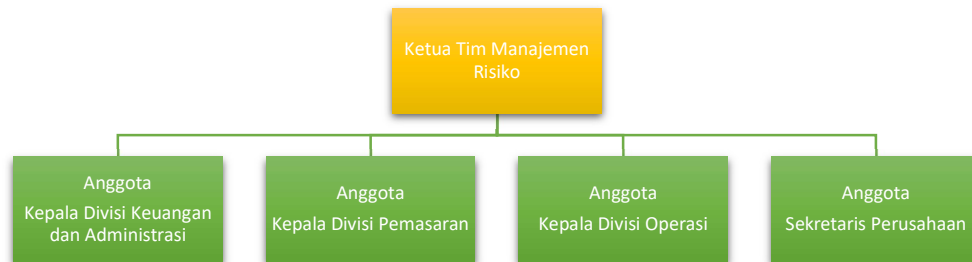 Ketua Tim Manajemen
Risiko
Anggota
Kepala Divisi Keuangan
dan Administrasi
Anggota
Kepala Divisi Pemasaran
Anggota
Kepala Divisi Operasi
Anggota
Sekretaris Perusahaan